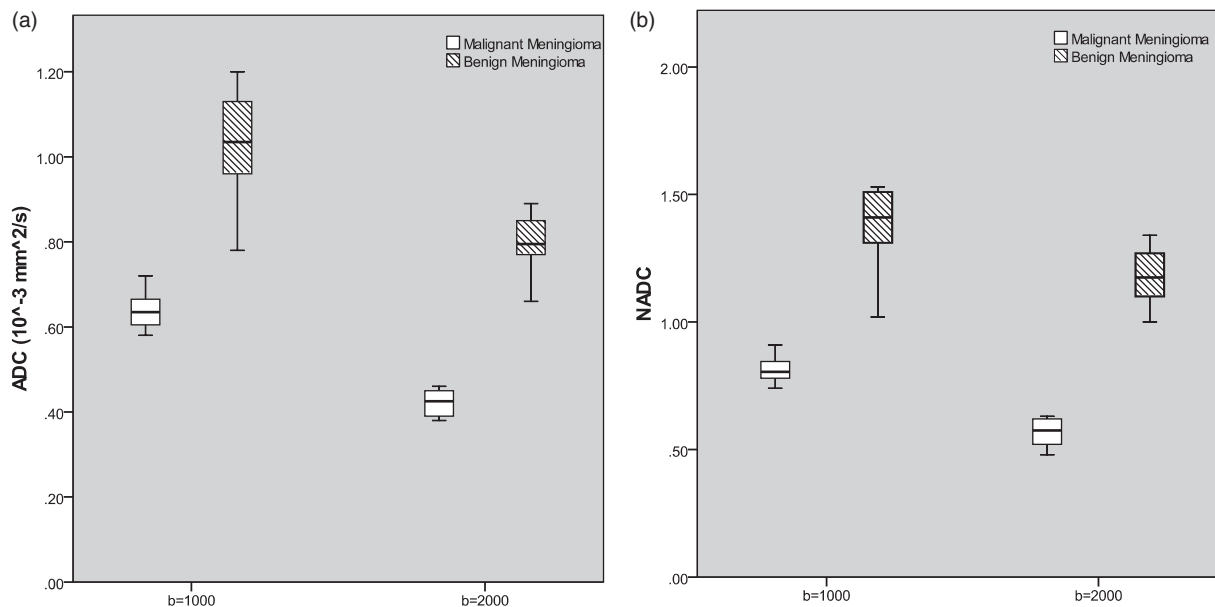 (a)
Malignant Meningioma
Benign Meningioma
1.20
1.00
.80
.60
.40
.20
.00
ADC (10^-3 mm^2/s)
b=1000
b=2000
(b)
Malignant Meningioma
Benign Meningioma
2.00
1.50
1.00
.50
.00
NADC
b=1000
b=2000